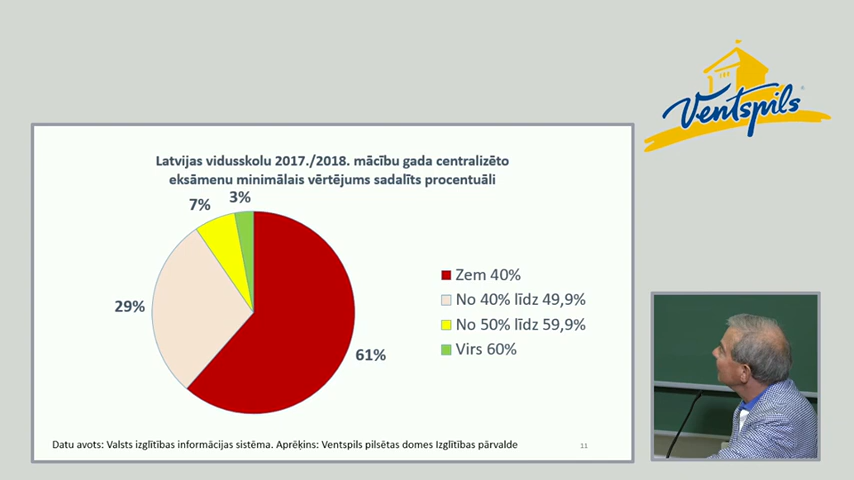 Ventspils
Latvijas vidusskolu 2017./2018. mācību gada centralizēto
eksāmenu minimālais vērtējums sadalīts procentuāli
3%
7%
29%
61%
Zem 40%
No 40% līdz 49,9%
No 50% līdz 59,9%
Virs 60%
Datu avots: Valsts izglītības informācijas sistēma. Aprēķins: Ventspils pilsētas domes Izglītības pārvalde
11